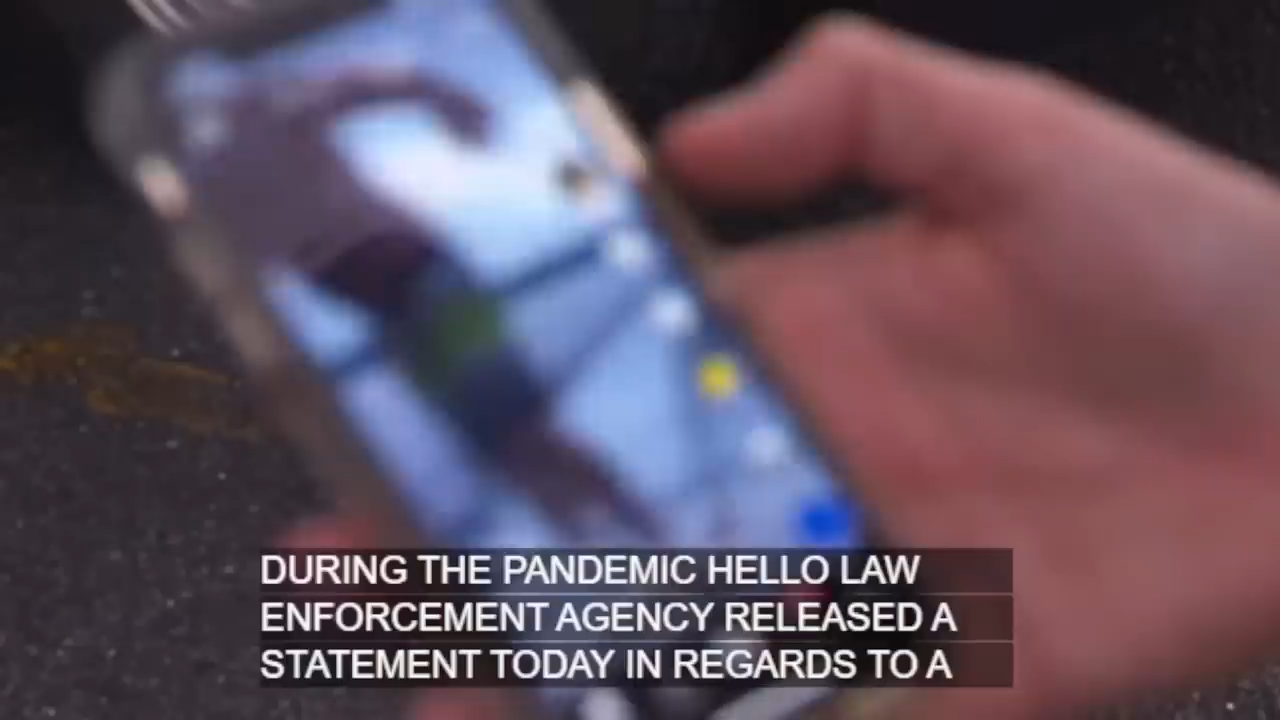 DURING THE PANDEMIC HELLO LAW
ENFORCEMENT AGENCY RELEASED A
STATEMENT TODAY IN REGARDS TO A